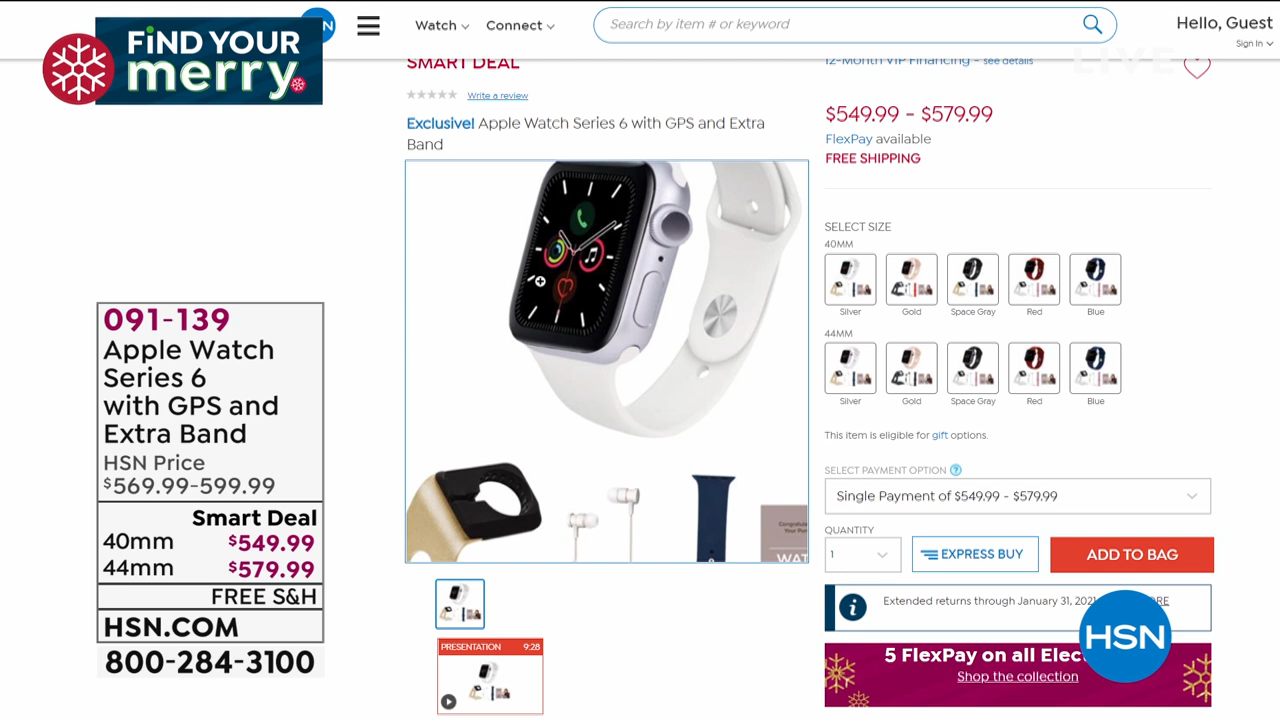 FiND YOUR
merry.
Watch
Connect
Search by item # or keyword
Hello, Guest
Sign In
LIVE
SMART DEAL
12-Month VIP Financing - see details
Write a review
Exclusive! Apple Watch Series 6 with GPS and Extra
Band
$549.99 - $579.99
FlexPay available
FREE SHIPPING
SELECT SIZE
40MM
Silver
Gold
Space Gray
Red
Blue
44MM
Silver
Gold
Space Gray
Red
Blue
This item is eligible for gift options.
SELECT PAYMENT OPTION ?
Single Payment of $549.99 - $579.99
QUANTITY
1
EXPRESS BUY
ADD TO BAG
i
Extended returns through January 31, 2021
5 FlexPay on all Elec
Shop the collection
HSN
091-139
Apple Watch
Series 6
with GPS and
Extra Band
HSN Price
$569.99-599.99
Smart Deal
40mm $549.99
44mm $579.99
FREE S&H
HSN.COM
800-284-3100
PRESENTATION 9:28